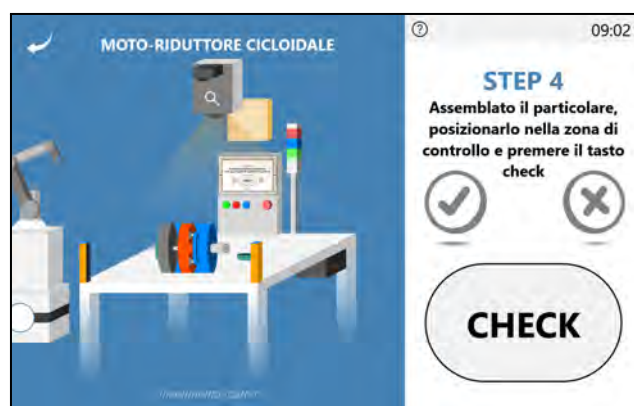 MOTO-RIDUTTORE CICLOIDALE
09:02
STEP 4
Assemblato il particolare,
posizionarlo nella zona di
controllo e premere il tasto
check
CHECK